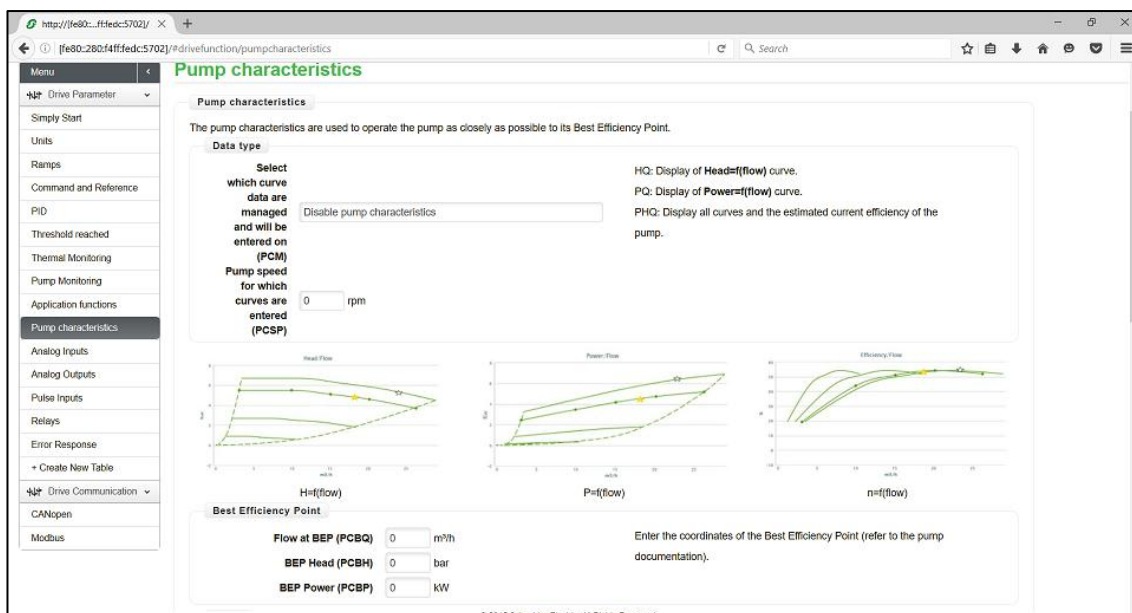 http://[fe80:...ff:fedc:5702]/
[fe80::280:f4ff:fedc:5702]/#drivefunction/pumpcharacteristics
Search
Menu
Drive Parameter
Simply Start
Units
Ramps
Command and Reference
PID
Threshold reached
Thermal Monitoring
Pump Monitoring
Application functions
Pump characteristics
Analog Inputs
Analog Outputs
Pulse Inputs
Relays
Error Response
+ Create New Table
Drive Communication
CANopen
Modbus
Pump characteristics
Pump characteristics
The pump characteristics are used to operate the pump as closely as possible to its Best Efficiency Point.
Data type
Select
which curve
data are
managed
and will be
entered on
(PCM)
Disable pump characteristics
HQ: Display of Head=f(flow) curve.
PQ: Display of Power=f(flow) curve.
PHQ: Display all curves and the estimated current efficiency of the
pump.
Pump speed
for which
curves are
entered
(PCSP)
0 rpm
Head/Flow
H=f(flow)
Power/Flow
P=f(flow)
Efficiency/Flow
n=f(flow)
Best Efficiency Point
Flow at BEP (PCBQ) 0 m³/h
BEP Head (PCBH) 0 bar
BEP Power (PCBP) 0 kW
Enter the coordinates of the Best Efficiency Point (refer to the pump
documentation).